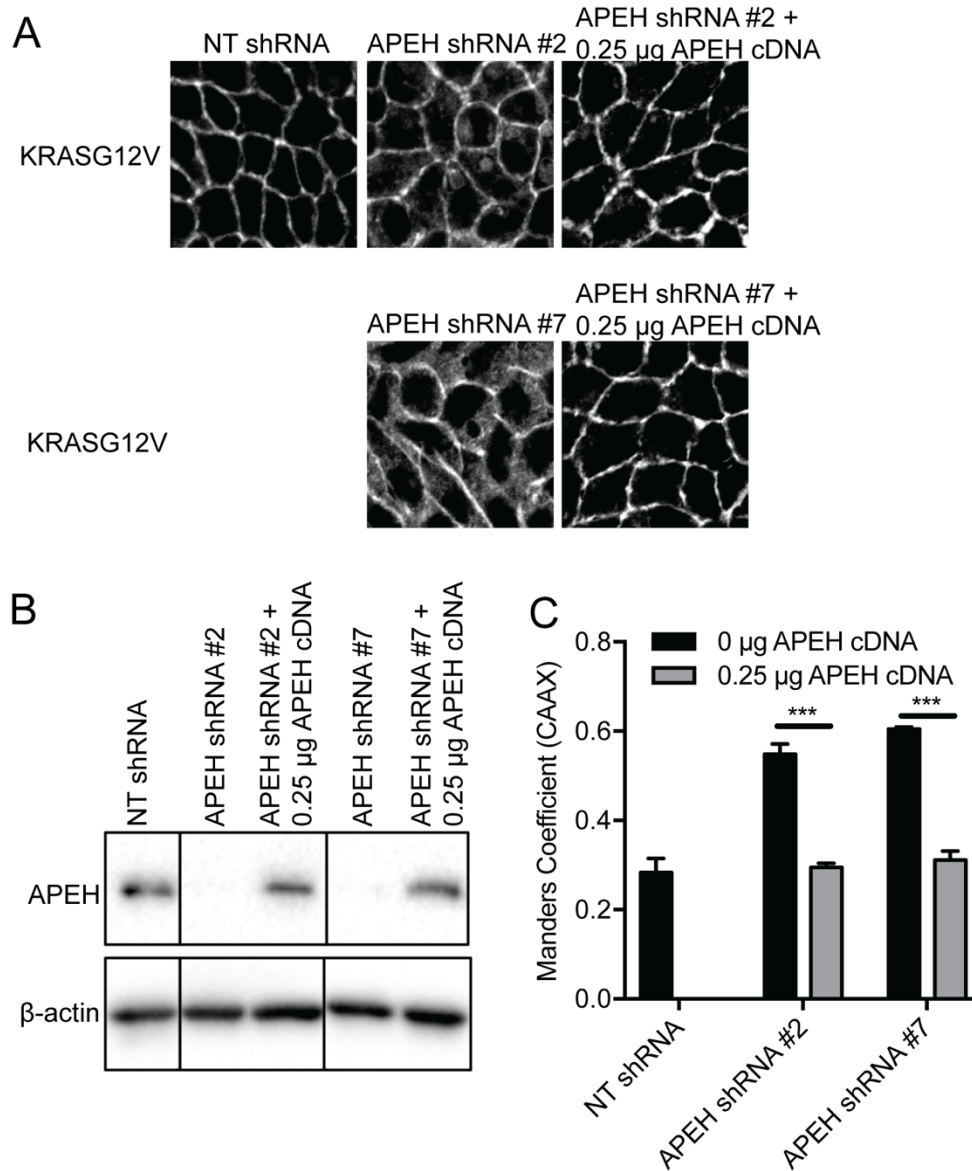 A
NT shRNA
APEH shRNA #2
APEH shRNA #2 +
0.25 µg APEH cDNA
KRASG12V
APEH shRNA #7
APEH shRNA #7 +
0.25 µg APEH cDNA
KRASG12V
B
NT shRNA
APEH shRNA #2
APEH shRNA #2 +
0.25 µg APEH cDNA
APEH shRNA #7
APEH shRNA #7 +
0.25 µg APEH cDNA
APEH
β-actin
C
0 µg APEH cDNA
0.25 µg APEH cDNA
***
***
Manders Coefficient (CAAX)
0.8
0.6
0.4
0.2
0.0
NT shRNA
APEH shRNA #2
APEH shRNA #7